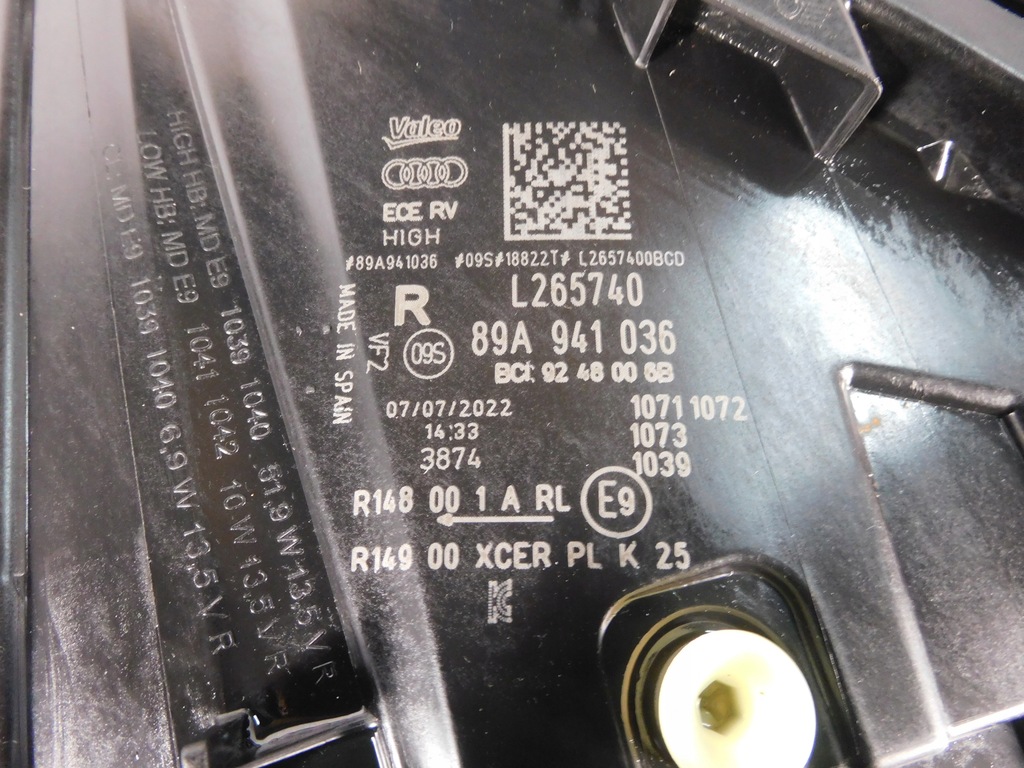 Valeo
ECE RV
HIGH
#89A941036 #09S#18822T# L2657400BCD
L265740
R
89A 941 036
09S
VF2
MADE IN SPAIN
BCI: 92 48 00 6B
07/07/2022
14:33
3874
1071 1072
1073
1039
R148 00 1 A RL
E9
R149 00 XCER PL K 25
HIGH HB: MD E9 1039 1040 61.9 W 13,5 V R
LOW HB: MD E9 1041 1042 10 W 13,5 V R
MD E9 1039 1040 6,9 W 13,5 V R